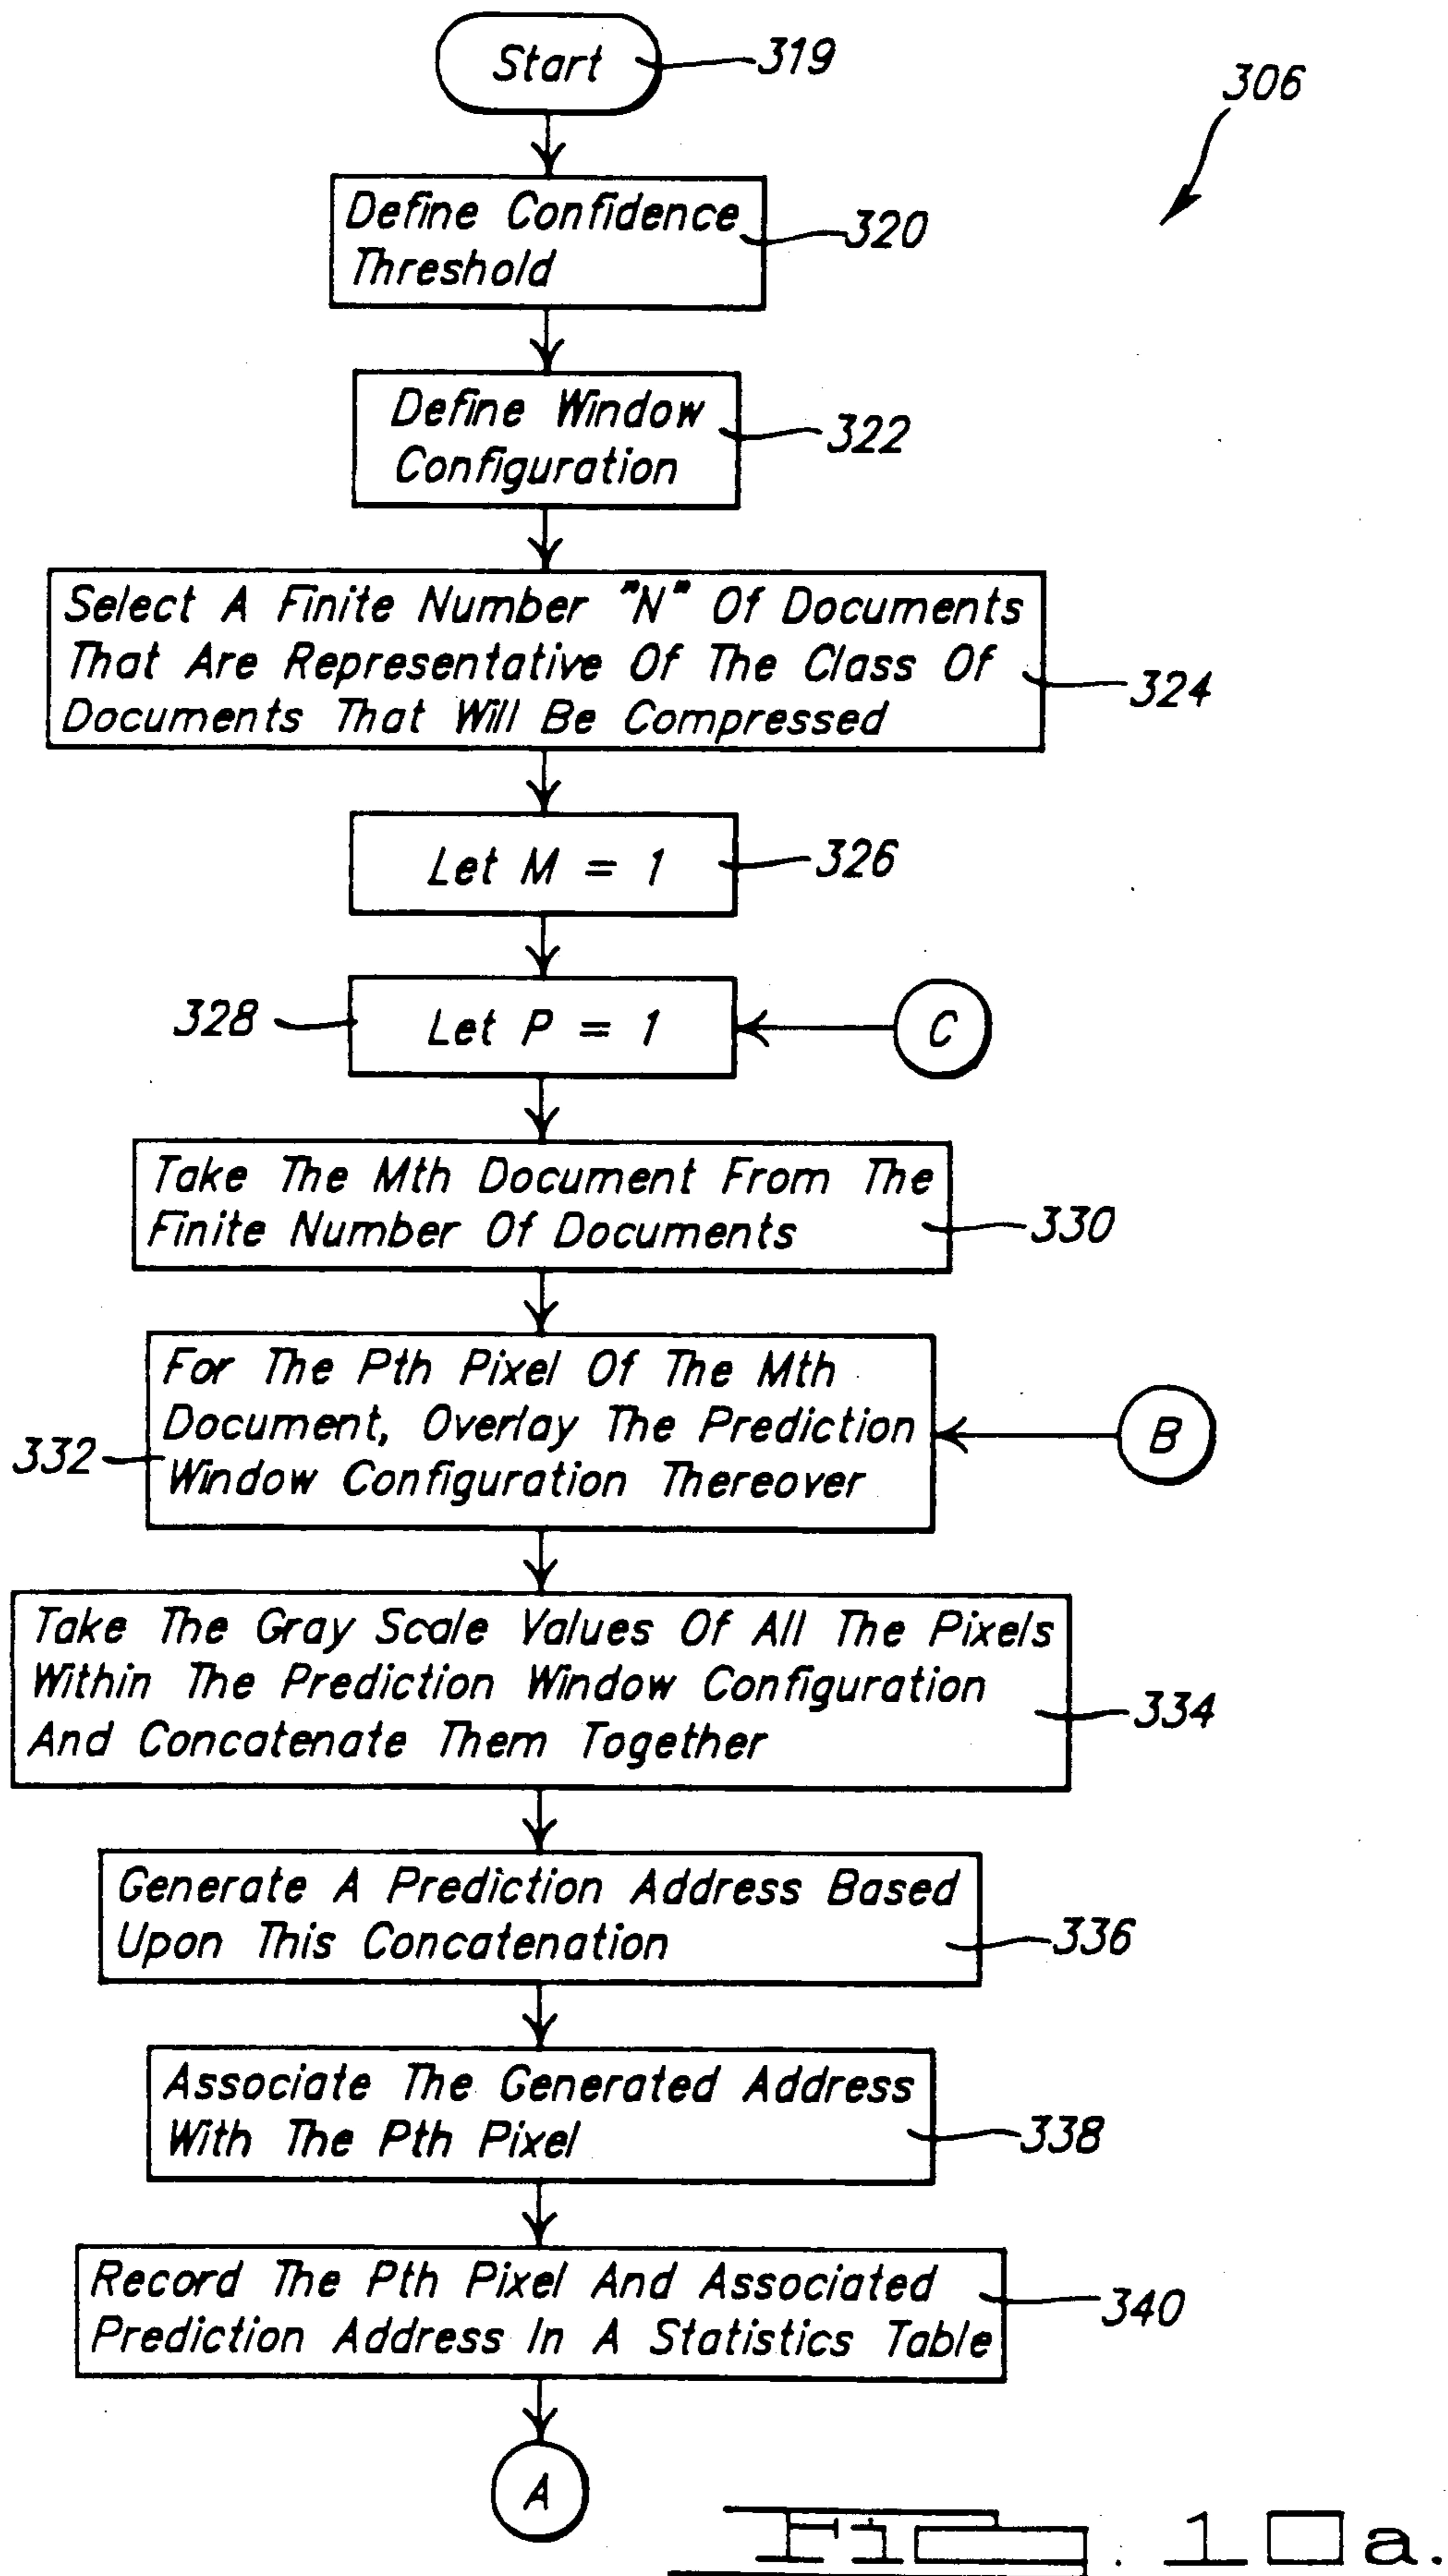 Start
319
306
Define Confidence
Threshold
320
Define Window
Configuration
322
Select A Finite Number "N" Of Documents
That Are Representative Of The Class Of
Documents That Will Be Compressed
324
Let M = 1
326
328
Let P = 1
C
Take The Mth Document From The
Finite Number Of Documents
330
For The Pth Pixel Of The Mth
Document, Overlay The Prediction
Window Configuration Thereover
332
B
Take The Gray Scale Values Of All The Pixels
Within The Prediction Window Configuration
And Concatenate Them Together
334
Generate A Prediction Address Based
Upon This Concatenation
336
Associate The Generated Address
With The Pth Pixel
338
Record The Pth Pixel And Associated
Prediction Address In A Statistics Table
340
A
Fig. 10a.